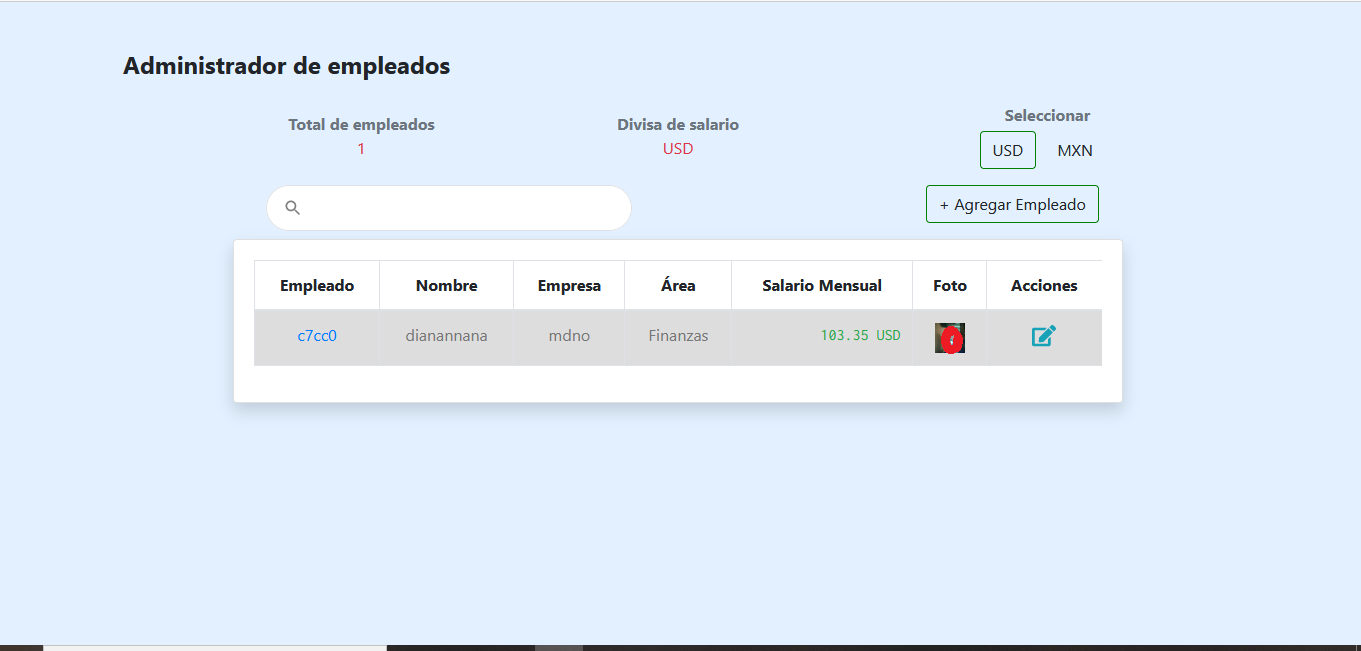 Administrador de empleados
Total de empleados
1
Divisa de salario
USD
Seleccionar
USD MXN
+ Agregar Empleado
Empleado Nombre Empresa Área Salario Mensual Foto Acciones
c7cc0 dianannana mdno Finanzas 103.35 USD